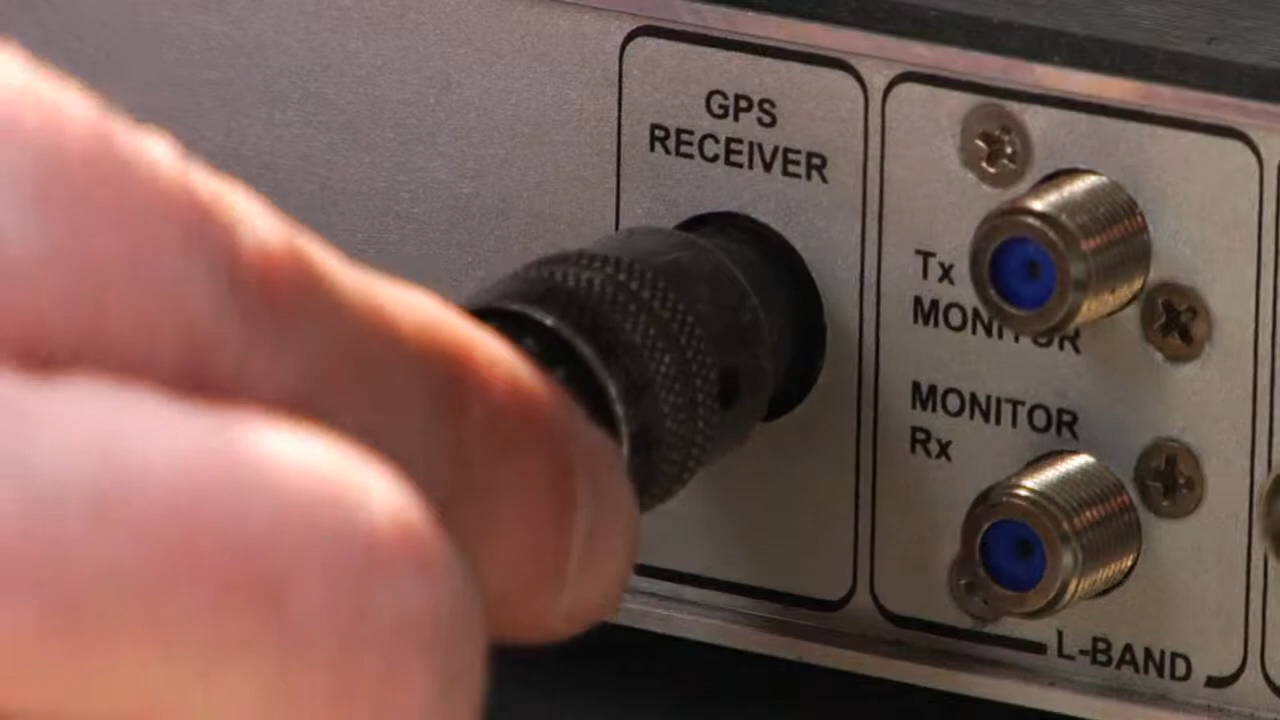 GPS
RECEIVER
Tx
MONITOR
MONITOR
Rx
L-BAND